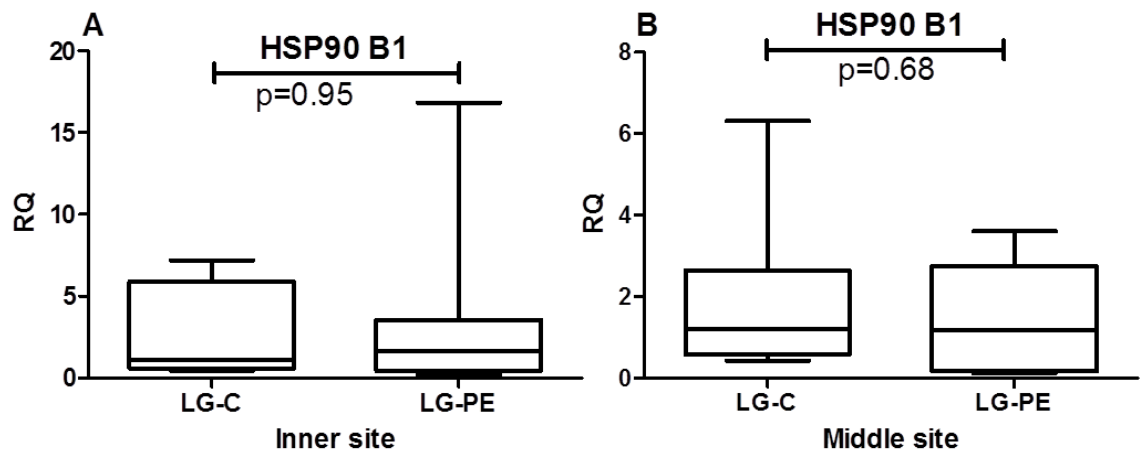 A
HSP90 B1
p=0.95
20
15
10
5
0
RQ
LG-C LG-PE
Inner site
B
HSP90 B1
p=0.68
8
6
4
2
0
RQ
LG-C LG-PE
Middle site